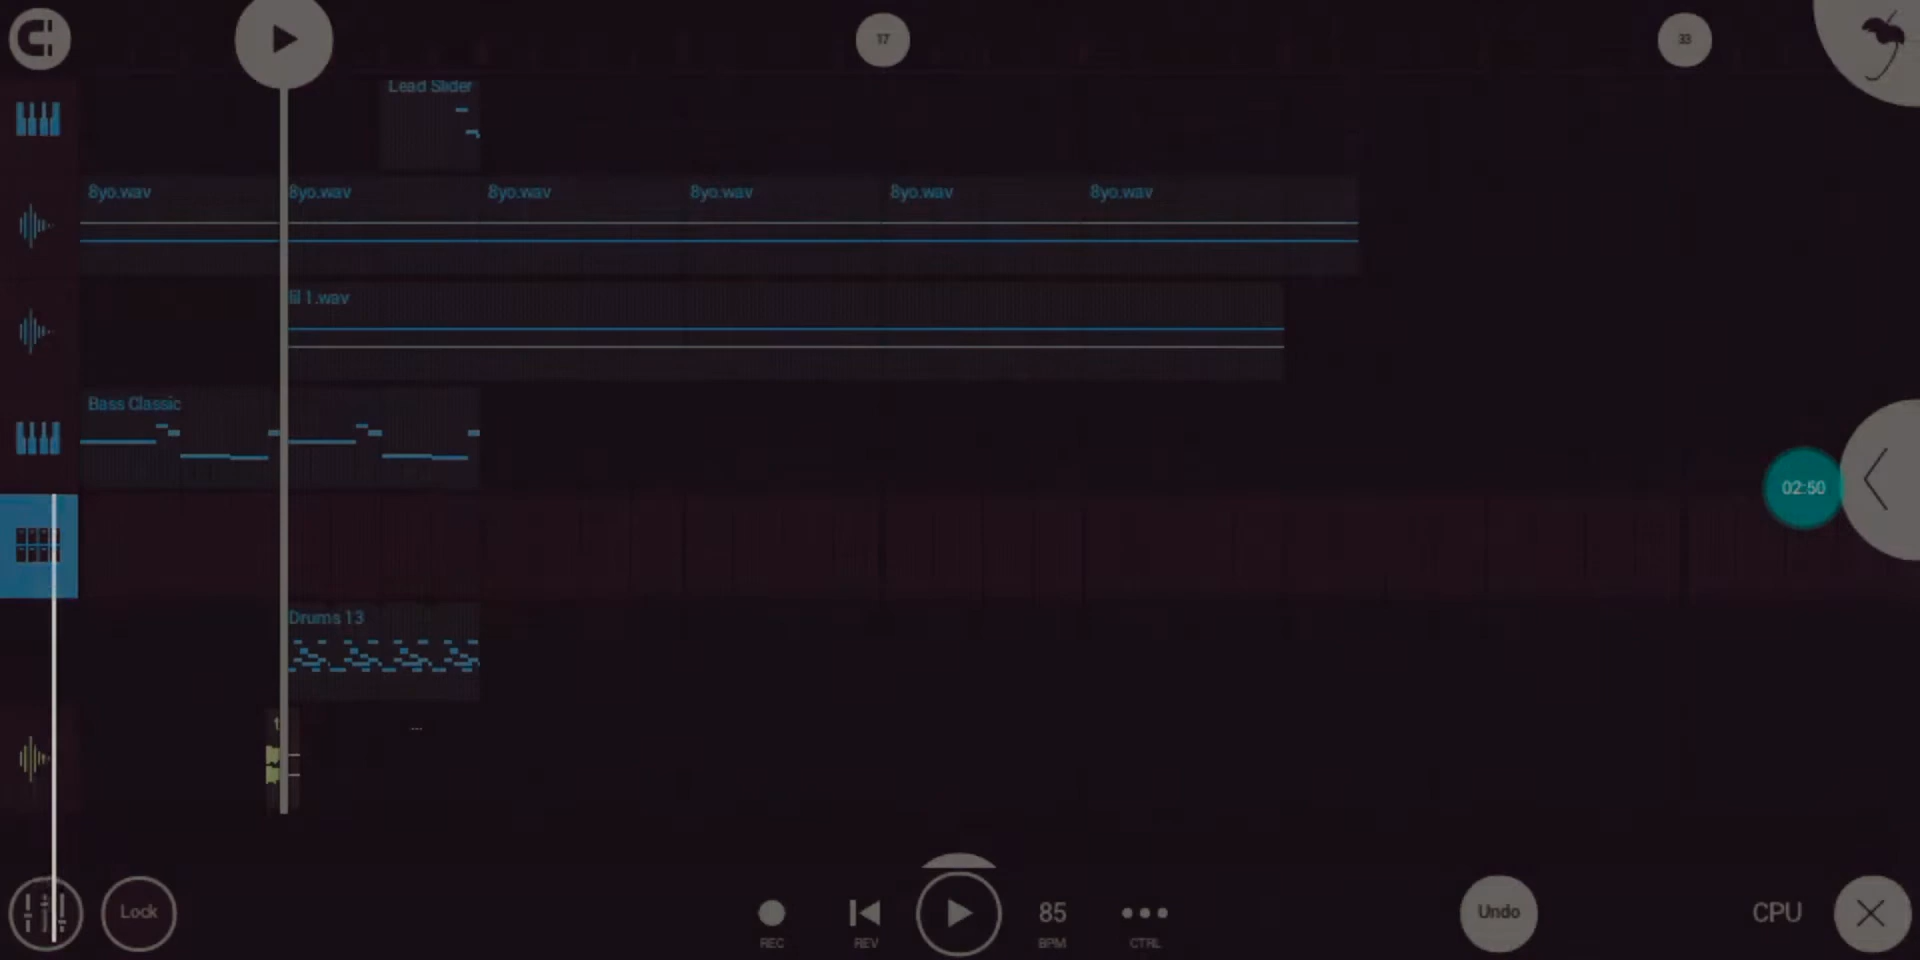 17
33
Lead Slider
8yo.wav 8yo.wav 8yo.wav 8yo.wav 8yo.wav 8yo.wav
lil 1.wav
Bass Classic
02:50
Drums 13
...
Lock
85
Undo
CPU
REC
REV
BPM
CTRL